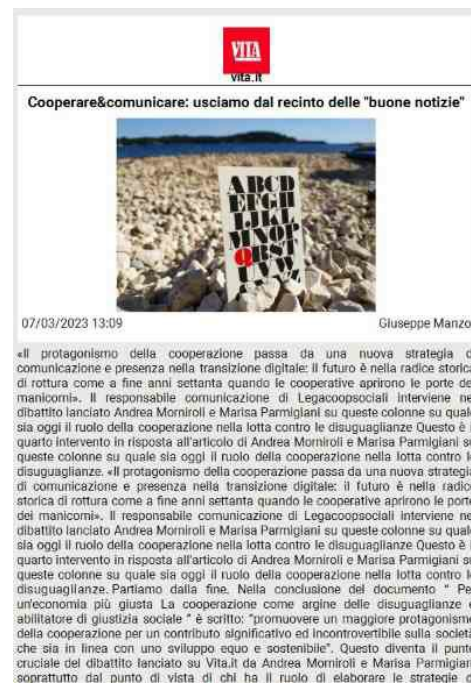 VITA
vita.it
Cooperare&comunicare: usciamo dal recinto delle "buone notizie"
ABCD
EFGH
IJKL
MNOP
QRST
UVW
07/03/2023 13:09
Giuseppe Manzo
«Il protagonismo della cooperazione passa da una nuova strategia d
comunicazione e presenza nella transizione digitale: il futuro è nella radice storica
di rottura come a fine anni settanta quando le cooperative aprirono le porte dei
manicomi». Il responsabile comunicazione di Legacoopsociali interviene nel
dibattito lanciato Andrea Morniroli e Marisa Parmigiani su queste colonne su quale
sia oggi il ruolo della cooperazione nella lotta contro le disuguaglianze Questo è i
quarto intervento in risposta all'articolo di Andrea Morniroli e Marisa Parmigiani su
queste colonne su quale sia oggi il ruolo della cooperazione nella lotta contro le
disuguaglianze. «Il protagonismo della cooperazione passa da una nuova strategia
di comunicazione e presenza nella transizione digitale: il futuro è nella radice
storica di rottura come a fine anni settanta quando le cooperative aprirono le porte
dei manicomi». Il responsabile comunicazione di Legacoopsociali interviene nel
dibattito lanciato Andrea Morniroli e Marisa Parmigiani su queste colonne su quale
sia oggi il ruolo della cooperazione nella lotta contro le disuguaglianze Questo è i
quarto intervento in risposta all'articolo di Andrea Morniroli e Marisa Parmigiani su
queste colonne su quale sia oggi il ruolo della cooperazione nella lotta contro le
disuguaglianze. Partiamo dalla fine. Nella conclusione del documento " Per
un'economia più giusta La cooperazione come argine delle disuguaglianze e
abilitatore di giustizia sociale " è scritto: "promuovere un maggiore protagonismo
della cooperazione per un contributo significativo ed incontrovertibile sulla società
che sia in linea con uno sviluppo equo e sostenibile". Questo diventa il punto
cruciale del dibattito lanciato su Vita.it da Andrea Morniroli e Marisa Parmigiani
soprattutto dal punto di vista di chi ha il ruolo di elaborare le strategie d